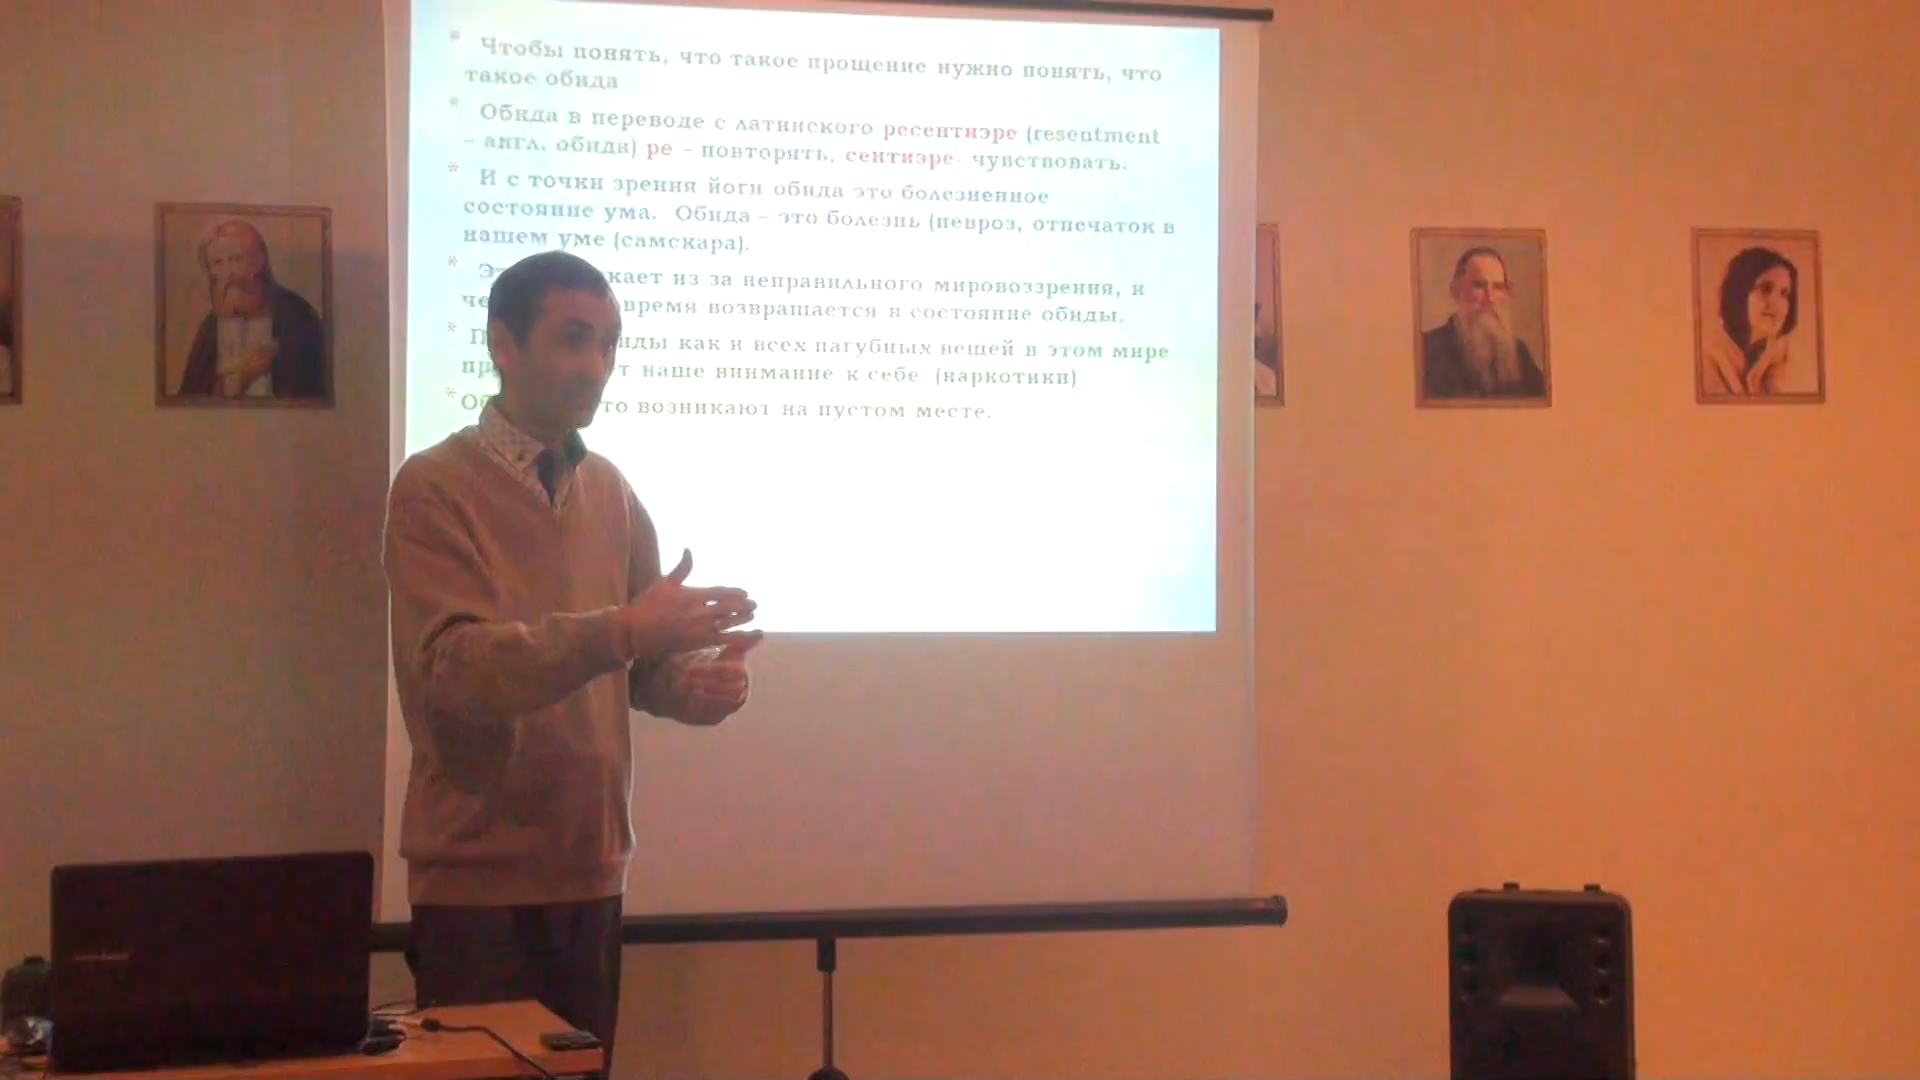 * Чтобы понять, что такое прощение нужно понять, что
такое обида
* Обида в переводе с латинского ресентиэре (resentment
– англ. обида) ре – повторять, сентиэре- чувствовать.
* И с точки зрения йоги обида это болезненное
состояние ума. Обида – это болезнь (невроз, отпечаток в
нашем уме (самскара).
* из за неправильного мировоззрения, к
время возвращается в состояние обиды.
* как и всех пагубных вещей в этом мире
наше внимание к себе (наркотики)
* возникают на пустом месте.